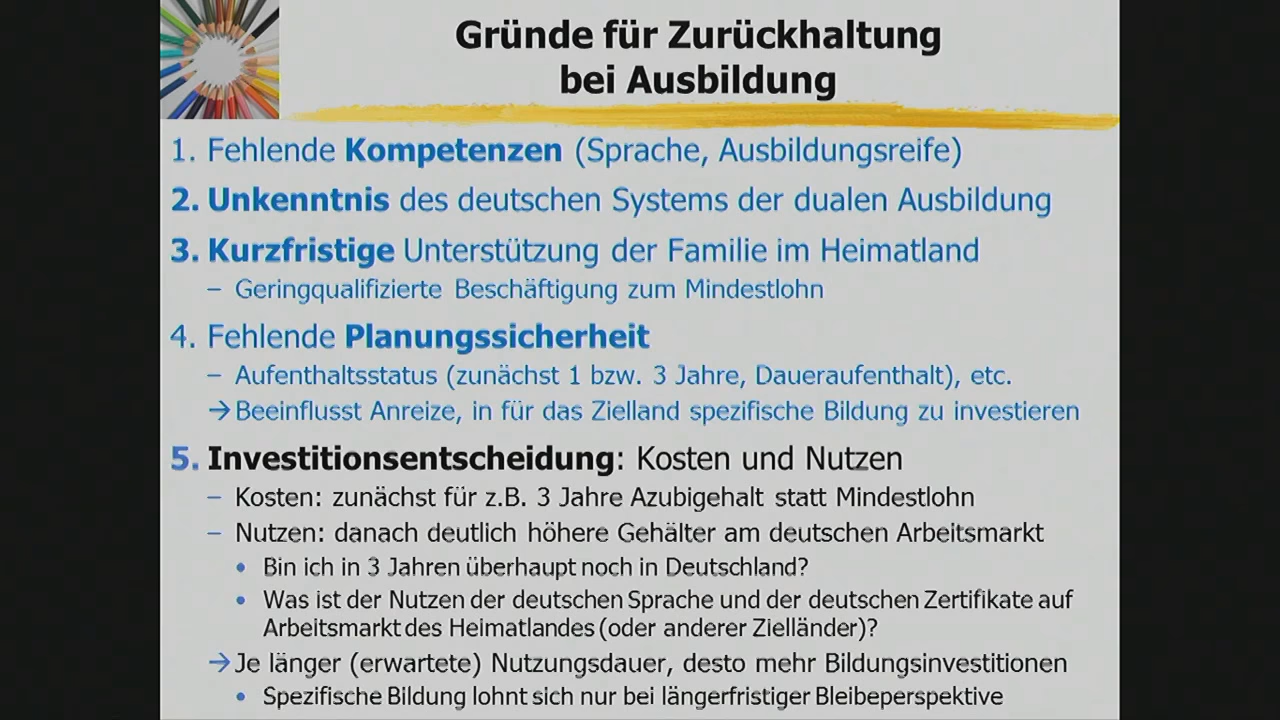 Gründe für Zurückhaltung
bei Ausbildung
1. Fehlende Kompetenzen (Sprache, Ausbildungsreife)
2. Unkenntnis des deutschen Systems der dualen Ausbildung
3. Kurzfristige Unterstützung der Familie im Heimatland
– Geringqualifizierte Beschäftigung zum Mindestlohn
4. Fehlende Planungssicherheit
– Aufenthaltsstatus (zunächst 1 bzw. 3 Jahre, Daueraufenthalt), etc.
→ Beeinflusst Anreize, in für das Zielland spezifische Bildung zu investieren
5. Investitionsentscheidung: Kosten und Nutzen
– Kosten: zunächst für z.B. 3 Jahre Azubigehalt statt Mindestlohn
– Nutzen: danach deutlich höhere Gehälter am deutschen Arbeitsmarkt
• Bin ich in 3 Jahren überhaupt noch in Deutschland?
• Was ist der Nutzen der deutschen Sprache und der deutschen Zertifikate auf
Arbeitsmarkt des Heimatlandes (oder anderer Zielländer)?
→ Je länger (erwartete) Nutzungsdauer, desto mehr Bildungsinvestitionen
• Spezifische Bildung lohnt sich nur bei längerfristiger Bleibeperspektive